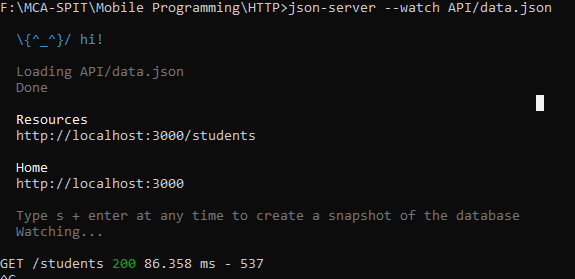 F:\MCA-SPIT\Mobile Programming\HTTP>json-server --watch API/data.json
\{^_^}/ hi!
Loading API/data.json
Done
Resources
http://localhost:3000/students
Home
http://localhost:3000
Type s + enter at any time to create a snapshot of the database
Watching...
GET /students 200 86.358 ms - 537
^C